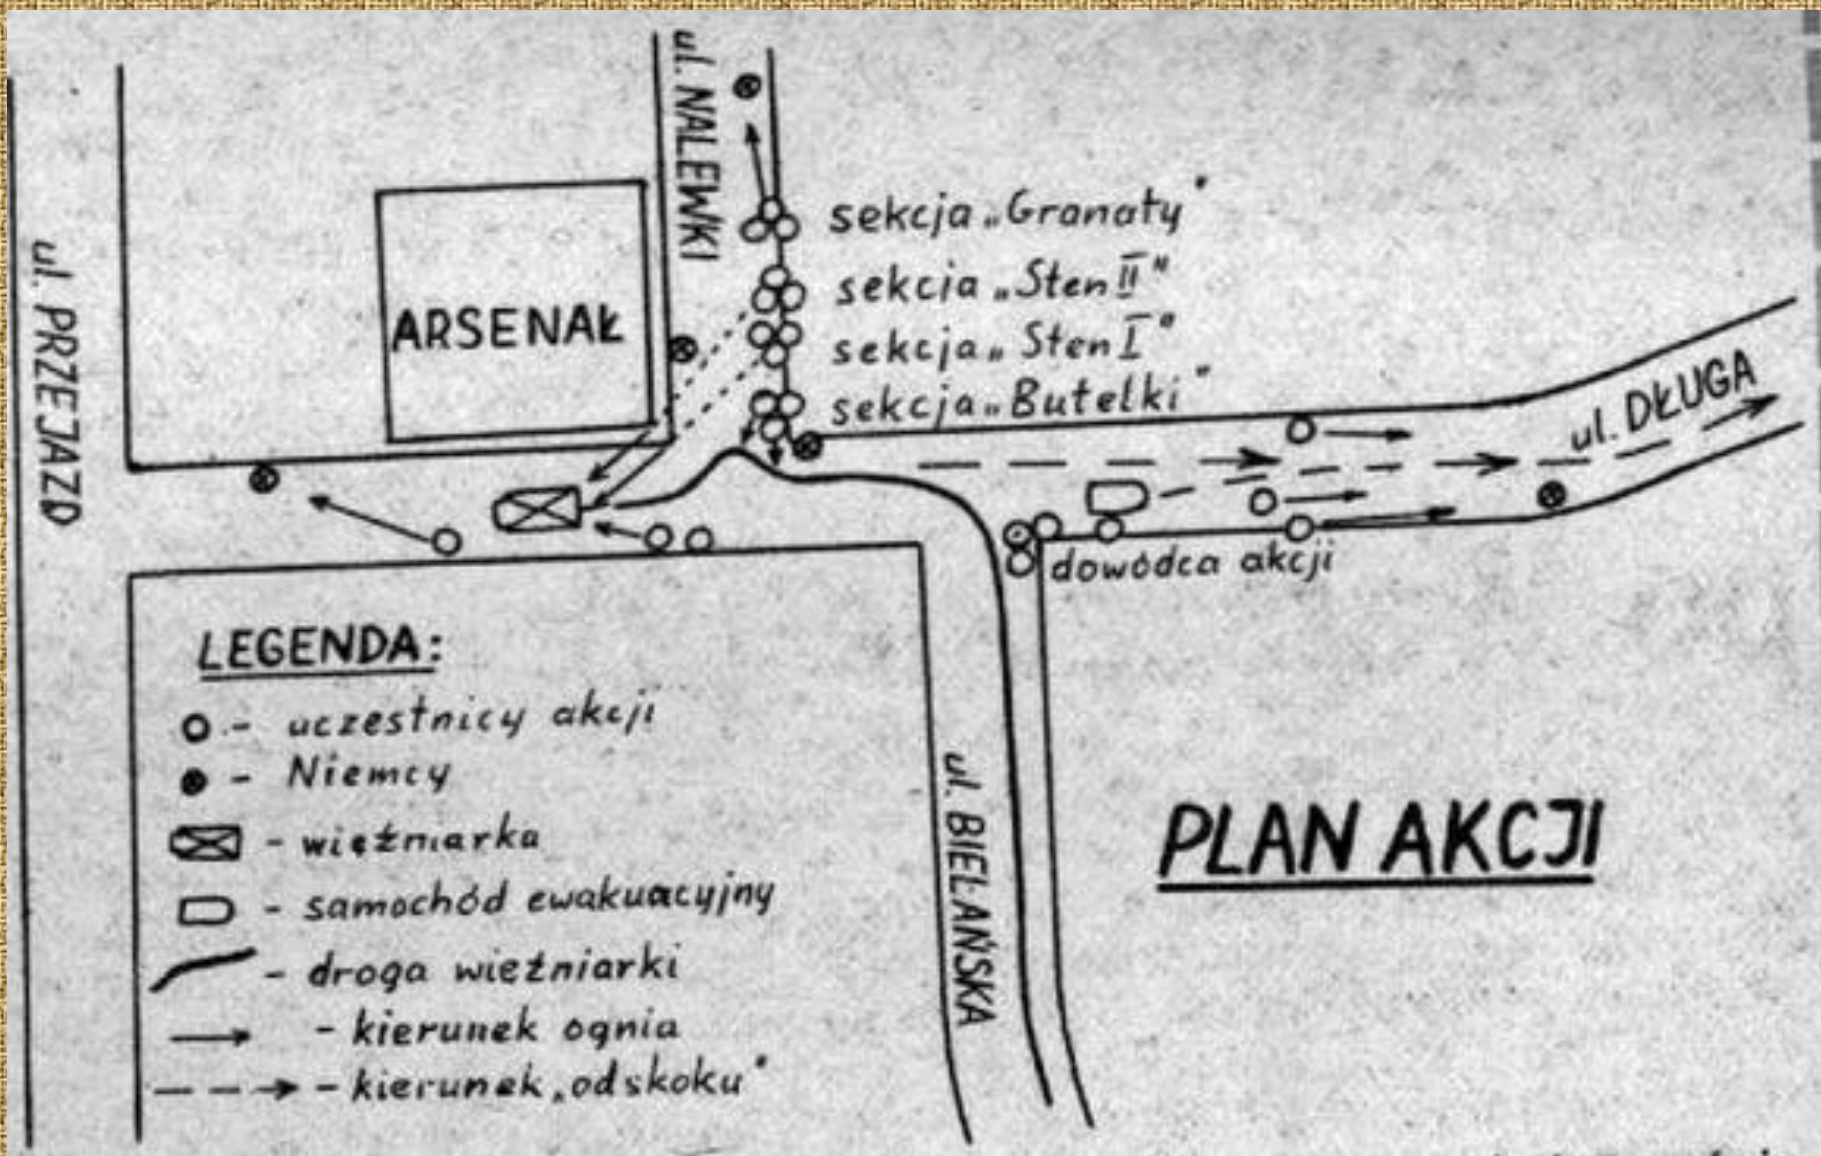 ul. NALEWKI
ul. PRZEJAZD
ARSENAŁ
sekcja „Granaty"
sekcja „Sten II"
sekcja „Sten I"
sekcja „Butelki"
ul. DŁUGA
dowódca akcji
LEGENDA:
- uczestnicy akcji
- Niemcy
- więźniarka
- samochód ewakuacyjny
- droga więźniarki
- kierunek ognia
- kierunek „odskoku"
ul. BIELAŃSKA
PLAN AKCJI